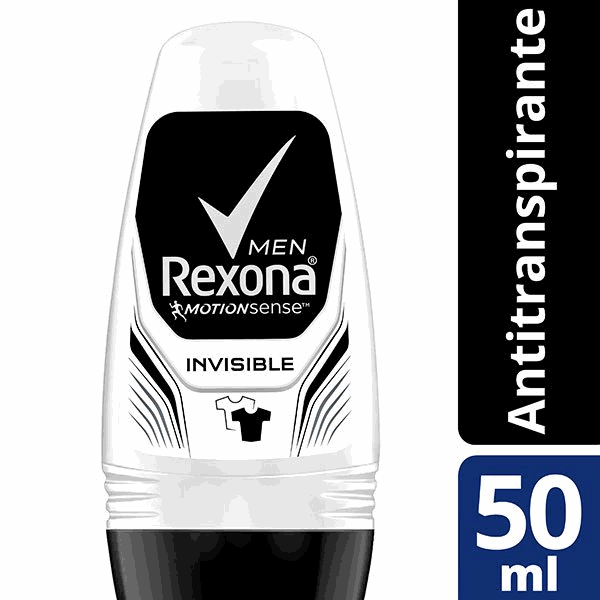 MEN
Rexona®
MOTIONsense™
INVISIBLE
Antitranspirante
50
ml